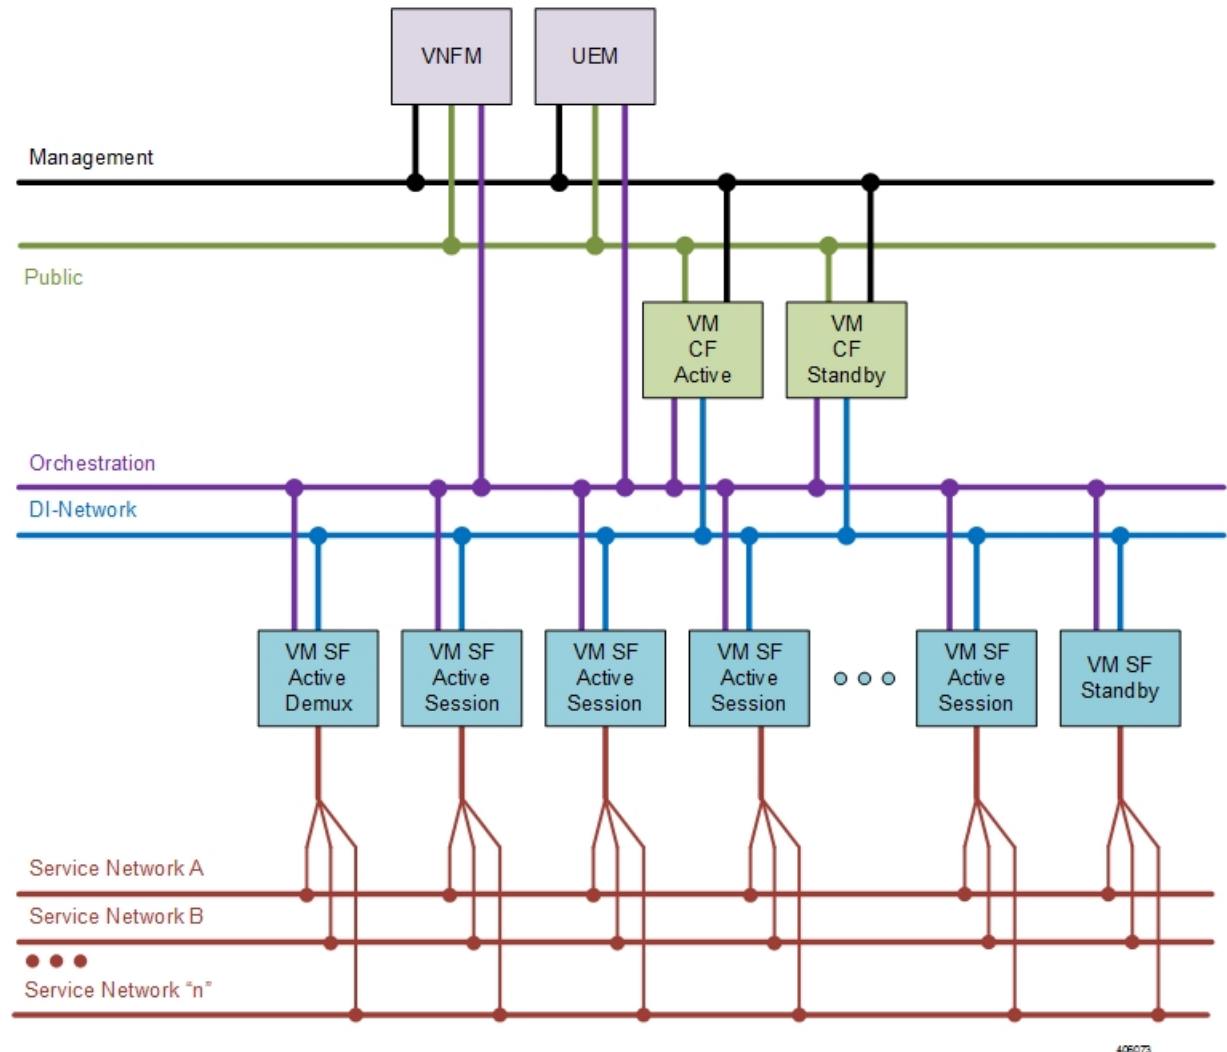 VNFM
UEM
Management
Public
VM
CF
Active
VM
CF
Standby
Orchestration
DI-Network
VM SF
Active
Demux
VM SF
Active
Session
VM SF
Active
Session
VM SF
Active
Session
VM SF
Active
Session
VM SF
Standby
Service Network A
Service Network B
Service Network “n”